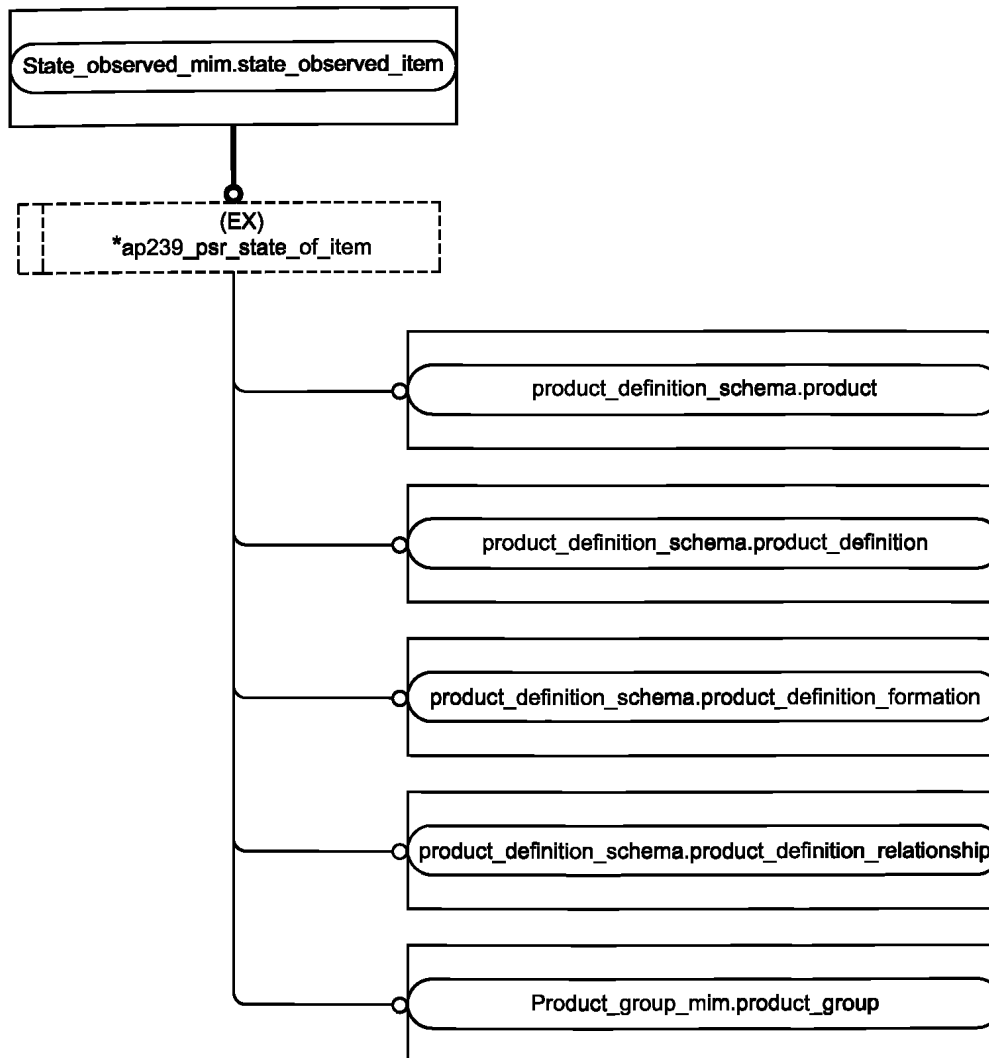 State_observed_mim.state_observed_item
(EX)
*ap239_psr_state_of_item
product_definition_schema.product
product_definition_schema.product_definition
product_definition_schema.product_definition_formation
product_definition_schema.product_definition_relationship
Product_group_mim.product_group